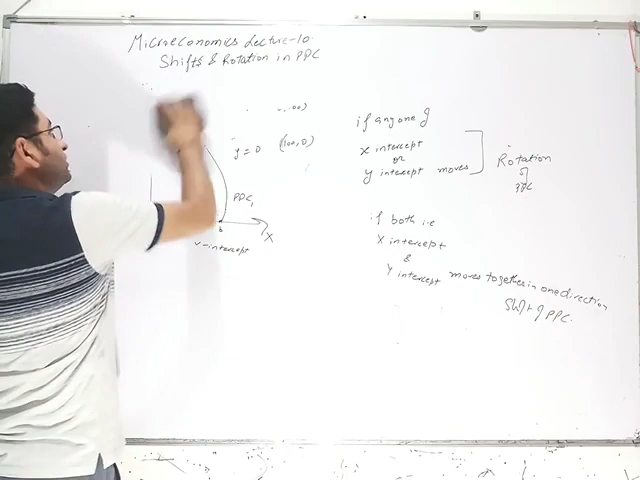 Microeconomics Lecture-10
Shifts & Rotation in PPC
100)
y = 0 (100, 0)
PPC1
b
X
x-intercept
if any one of
x intercept
or
y intercept moves
Rotation
of
PPC
if both i.e
X intercept
&
Y intercept moves together in one direction
Shift of PPC.